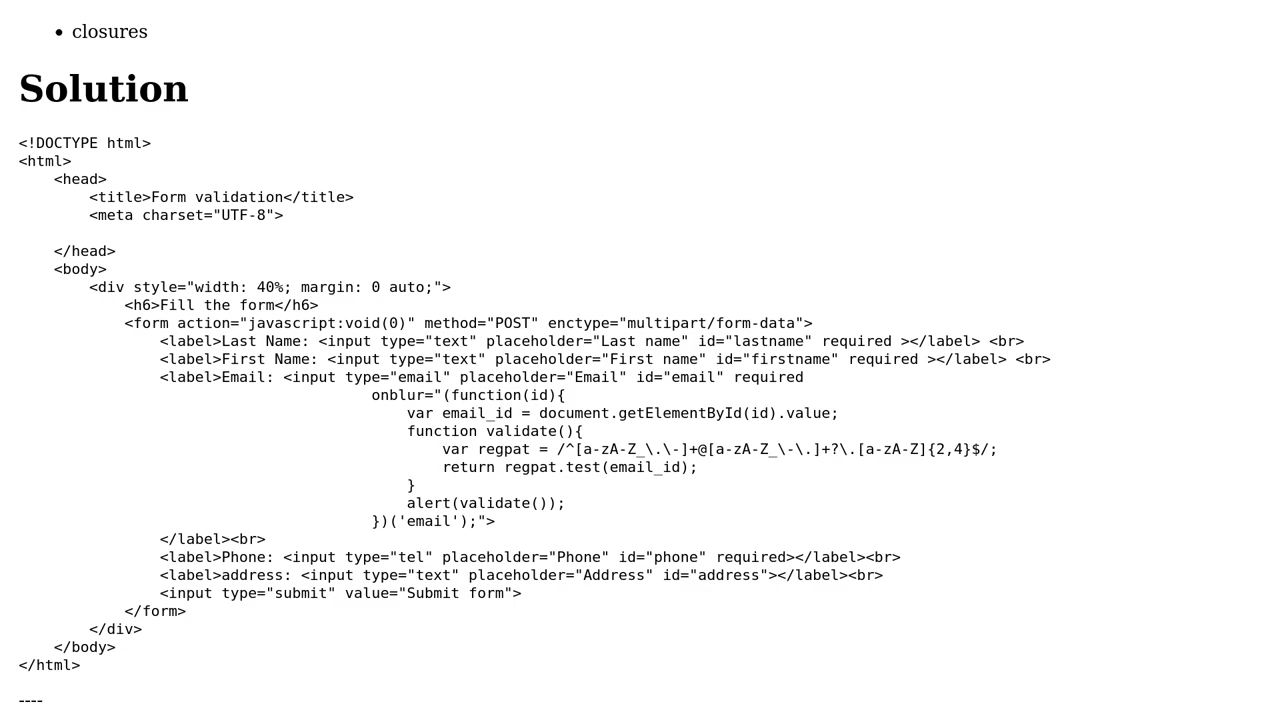 • closures
Solution
<!DOCTYPE html>
<html>
    <head>
        <title>Form validation</title>
        <meta charset="UTF-8">

    </head>
    <body>
        <div style="width: 40%; margin: 0 auto;">
            <h6>Fill the form</h6>
            <form action="javascript:void(0)" method="POST" enctype="multipart/form-data">
                <label>Last Name: <input type="text" placeholder="Last name" id="lastname" required ></label> <br>
                <label>First Name: <input type="text" placeholder="First name" id="firstname" required ></label> <br>
                <label>Email: <input type="email" placeholder="Email" id="email" required
                                        onblur="(function(id){
                                            var email_id = document.getElementById(id).value;
                                            function validate(){
                                                var regpat = /^[a-zA-Z_\.\-]+@[a-zA-Z_\-\.]+?\.[a-zA-Z]{2,4}$/;
                                                return regpat.test(email_id);
                                            }
                                            alert(validate());
                                        })('email');">
                </label><br>
                <label>Phone: <input type="tel" placeholder="Phone" id="phone" required></label><br>
                <label>address: <input type="text" placeholder="Address" id="address"></label><br>
                <input type="submit" value="Submit form">
            </form>
        </div>
    </body>
</html>

----